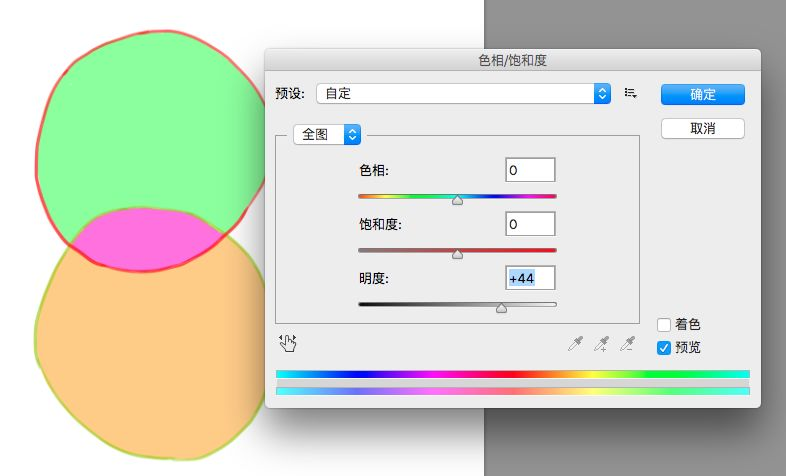 色相/饱和度
预设: 自定
确定
取消
全图
色相: 0
饱和度: 0
明度: +44
着色
预览